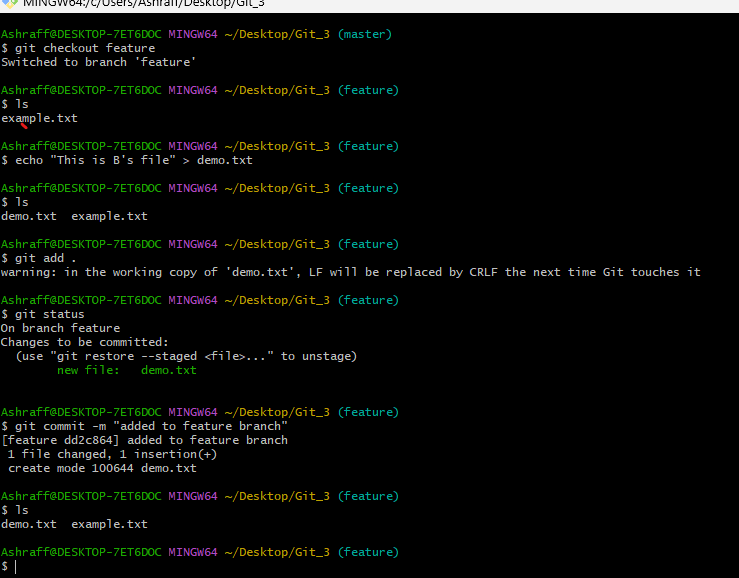 MINGW64:/c/Users/Ashraff/Desktop/Git_3
Ashraff@DESKTOP-7ET6DOC MINGW64 ~/Desktop/Git_3 (master)
$ git checkout feature
Switched to branch 'feature'
Ashraff@DESKTOP-7ET6DOC MINGW64 ~/Desktop/Git_3 (feature)
$ ls
example.txt
Ashraff@DESKTOP-7ET6DOC MINGW64 ~/Desktop/Git_3 (feature)
$ echo "This is B's file" > demo.txt
Ashraff@DESKTOP-7ET6DOC MINGW64 ~/Desktop/Git_3 (feature)
$ ls
demo.txt  example.txt
Ashraff@DESKTOP-7ET6DOC MINGW64 ~/Desktop/Git_3 (feature)
$ git add .
warning: in the working copy of 'demo.txt', LF will be replaced by CRLF the next time Git touches it
Ashraff@DESKTOP-7ET6DOC MINGW64 ~/Desktop/Git_3 (feature)
$ git status
On branch feature
Changes to be committed:
  (use "git restore --staged <file>..." to unstage)
        new file:   demo.txt
Ashraff@DESKTOP-7ET6DOC MINGW64 ~/Desktop/Git_3 (feature)
$ git commit -m "added to feature branch"
[feature dd2c864] added to feature branch
 1 file changed, 1 insertion(+)
 create mode 100644 demo.txt
Ashraff@DESKTOP-7ET6DOC MINGW64 ~/Desktop/Git_3 (feature)
$ ls
demo.txt  example.txt
Ashraff@DESKTOP-7ET6DOC MINGW64 ~/Desktop/Git_3 (feature)
$